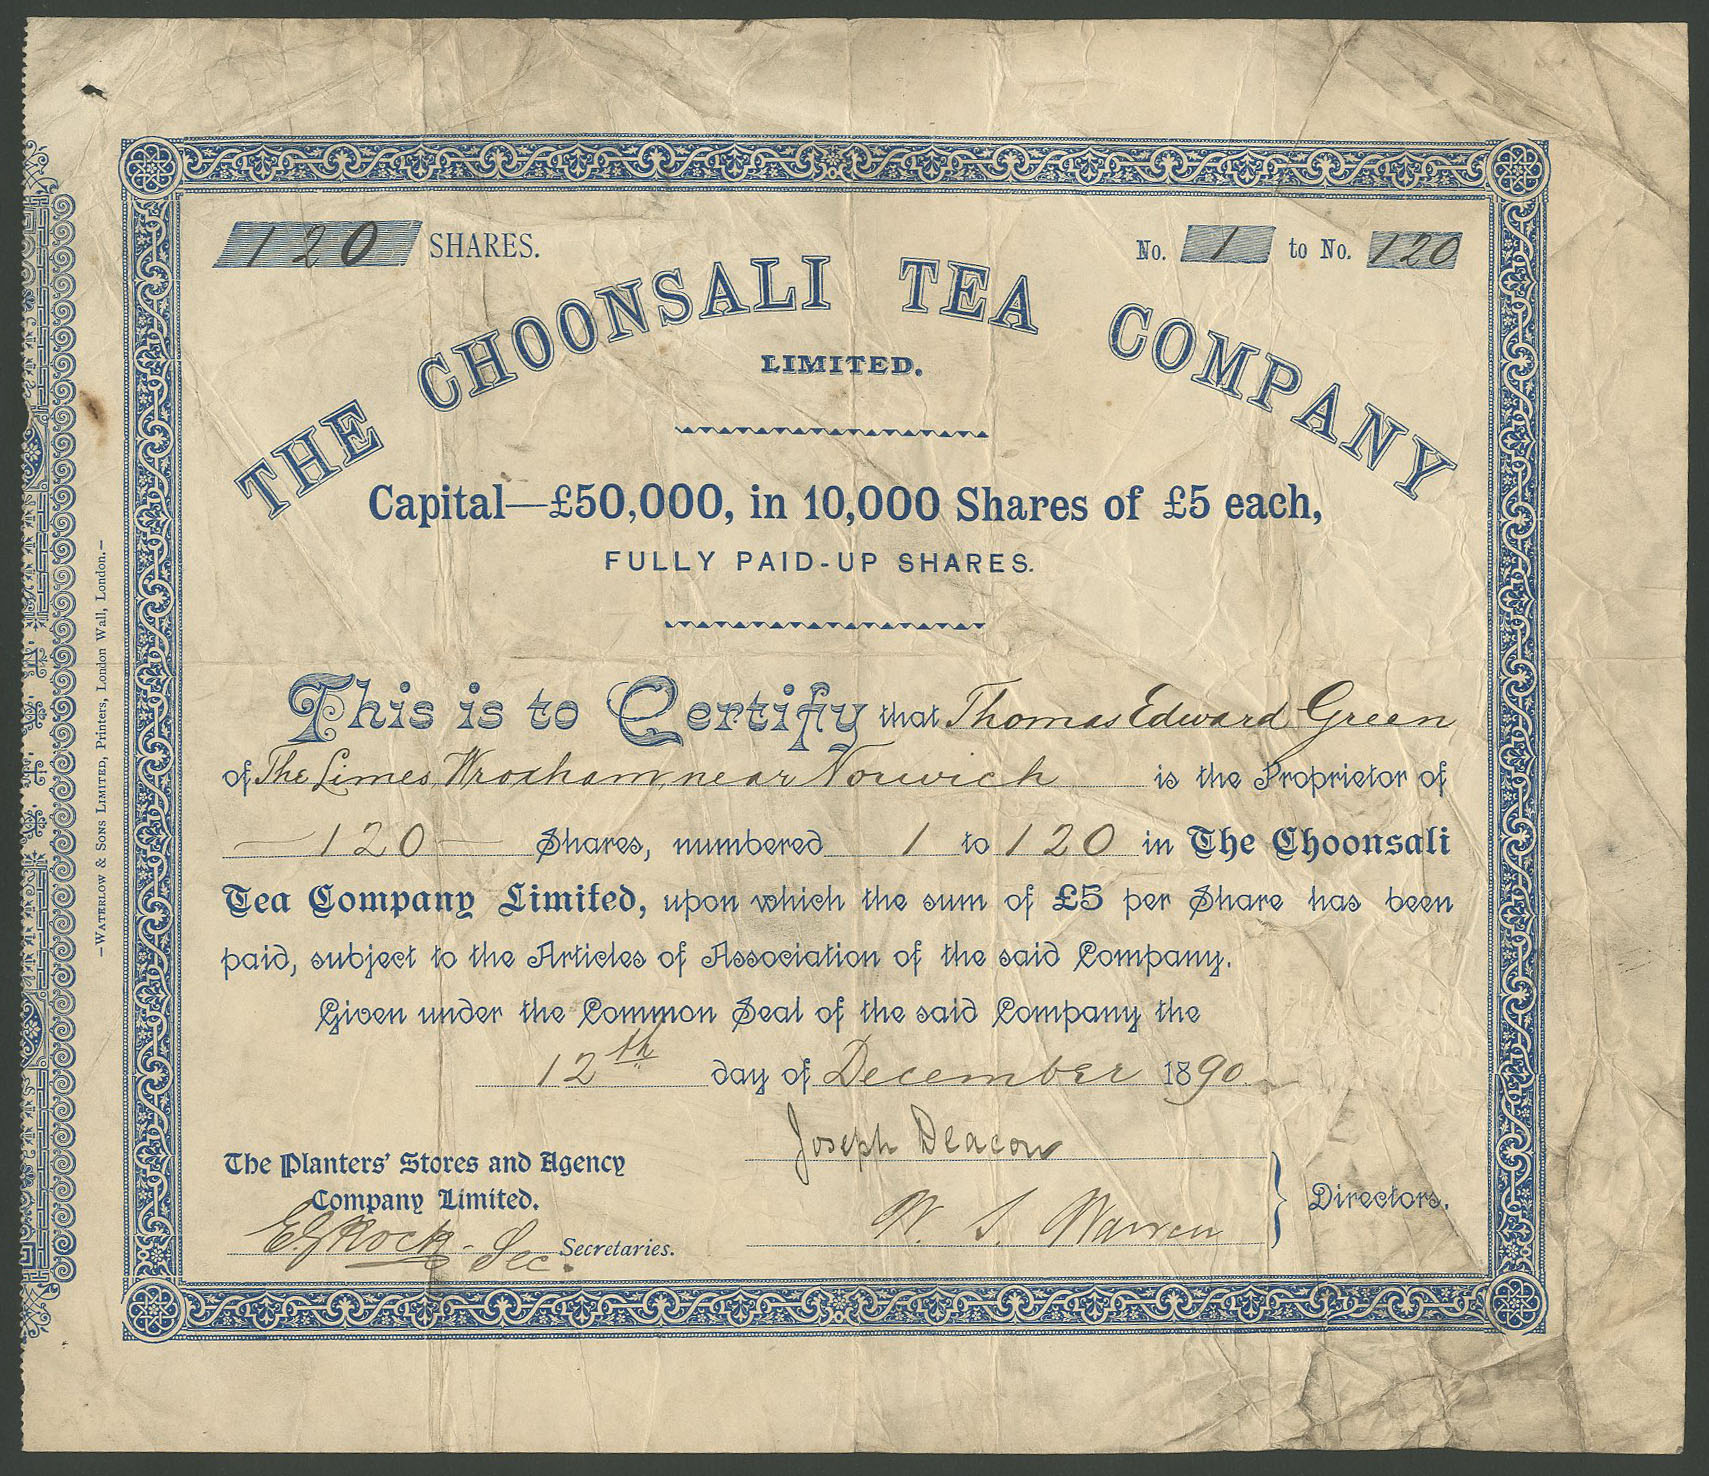 120 SHARES. No. 1 to No. 120
THE CHOONSALI TEA COMPANY
LIMITED.
Capital—£50,000, in 10,000 Shares of £5 each,
FULLY PAID-UP SHARES.
This is to Certify that Thomas Edward Green
of The Limes Wroxham near Norwich is the Proprietor of
—120— Shares, numbered 1 to 120 in The Choonsali
Tea Company Limited, upon which the sum of £5 per Share has been
paid, subject to the Articles of Association of the said Company.
Given under the Common Seal of the said Company the
12th day of December 1890
Joseph Deacon
The Planters' Stores and Agency
Company Limited.
W. S. Warren
Directors.
E G Rock - Sec. Secretaries.
—WATERLOW & SONS LIMITED, Printers, London Wall, London.—